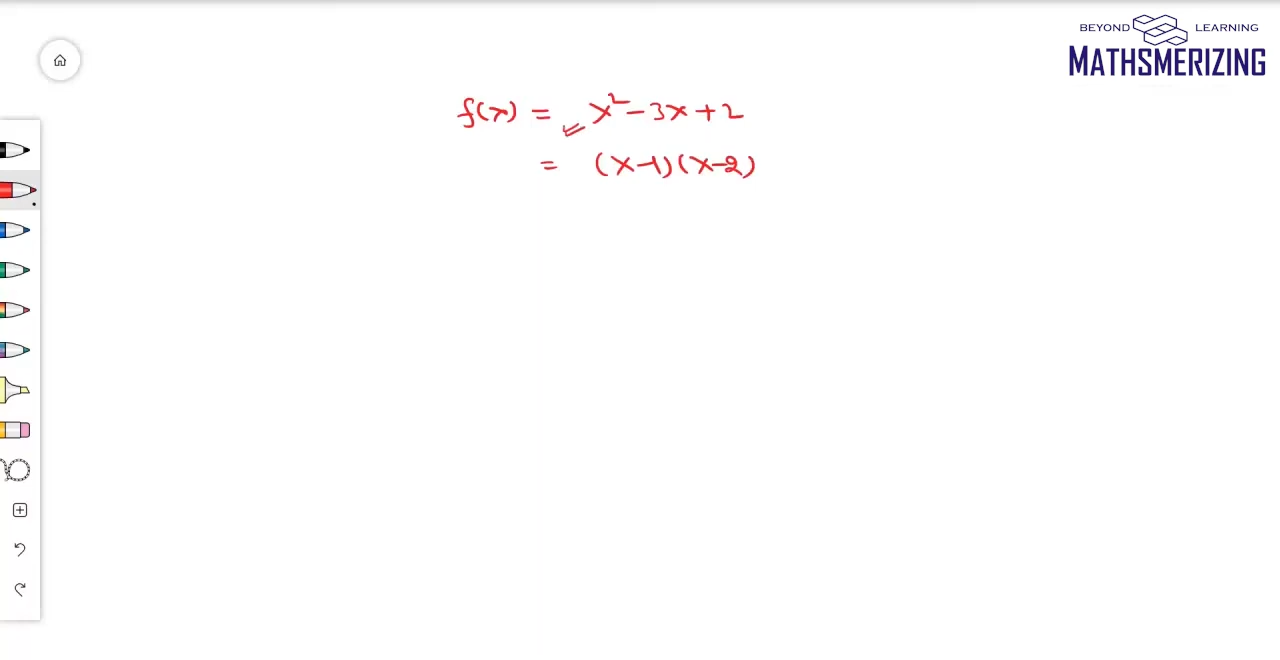 BEYOND LEARNING
MATHSMERIZING
f(x) = x² - 3x + 2
= (x-1)(x-2)